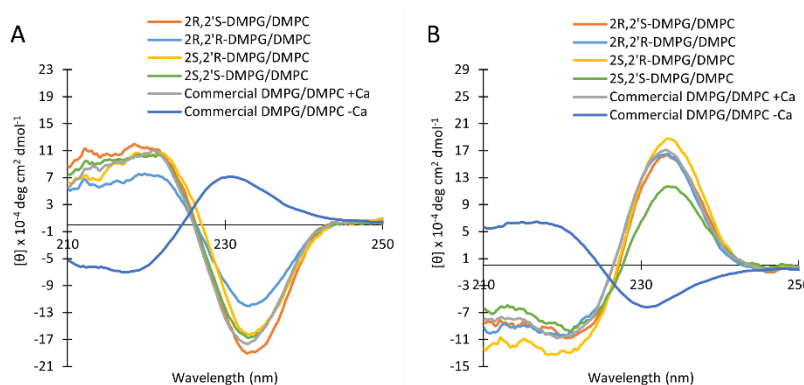 A
2R,2'S-DMPG/DMPC
2R,2'R-DMPG/DMPC
2S,2'R-DMPG/DMPC
2S,2'S-DMPG/DMPC
Commercial DMPG/DMPC +Ca
Commercial DMPG/DMPC -Ca
[θ] x 10⁻⁴ deg cm² dmol⁻¹
23
19
15
11
7
3
-1
-5
-9
-13
-17
-21
210
230
250
Wavelength (nm)
B
2R,2'S-DMPG/DMPC
2R,2'R-DMPG/DMPC
2S,2'R-DMPG/DMPC
2S,2'S-DMPG/DMPC
Commercial DMPG/DMPC +Ca
Commercial DMPG/DMPC -Ca
[θ] x 10⁻⁴ deg cm² dmol⁻¹
29
25
21
17
13
9
5
1
-3
-7
-11
-15
210
230
250
Wavelength (nm)